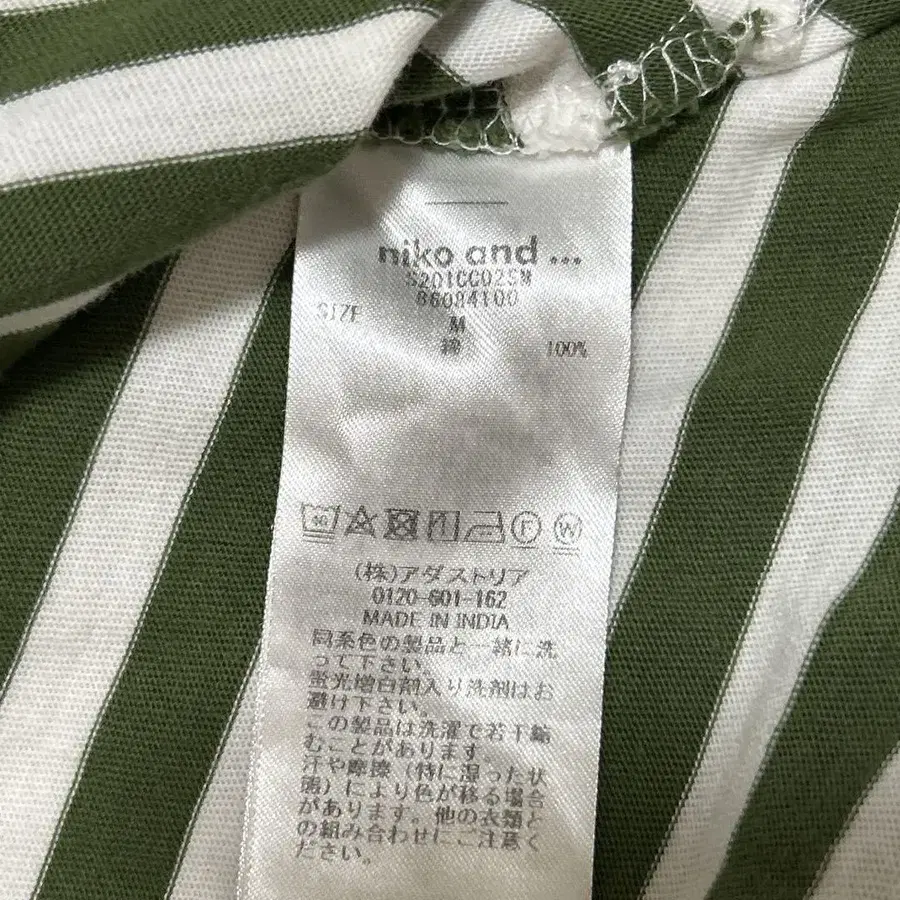 niko and ...
S201CC02SM
86084100
SIZE M
綿 100%
40 F W
(株)アダストリア
0120-601-162
MADE IN INDIA
同系色の製品と一緒に洗
って下さい。
蛍光増白剤入り洗剤はお
避け下さい。
この製品は洗濯で若干縮
むことがあります。
汗や摩擦(特に湿った状
態)により色が移る場合
があります。他の衣類と
の組み合わせにご注意く
ださい。